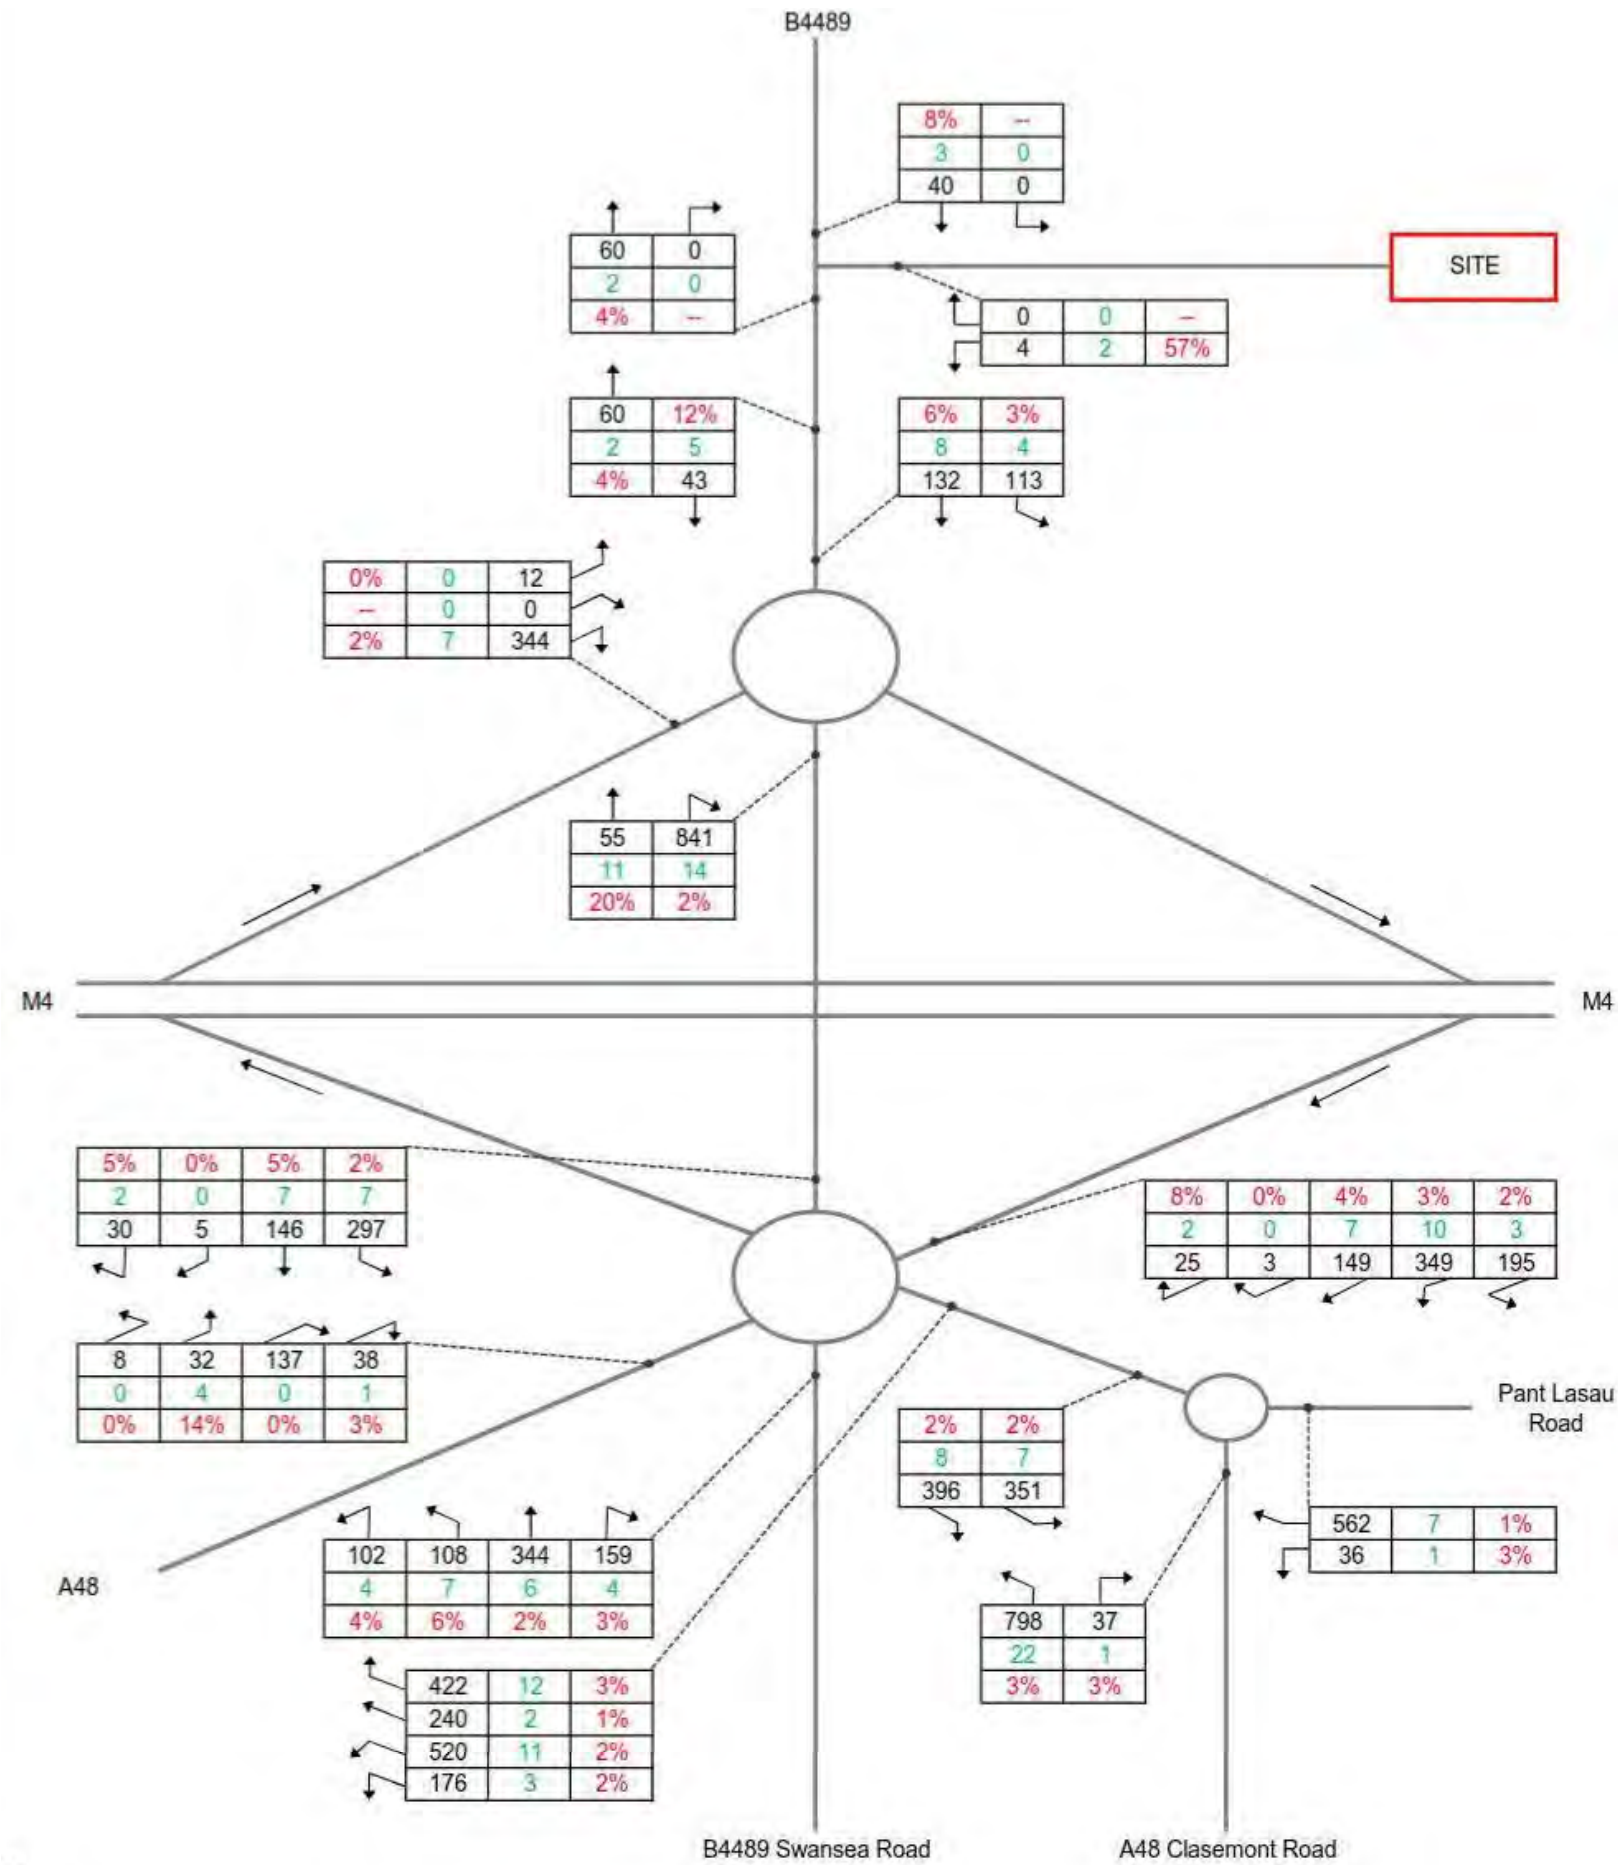 B4489
8% --
3 0
40 0
60 0
2 0
4% --
SITE
0 0 --
4 2 57%
60 12%
2 5
4% 43
6% 3%
8 4
132 113
0% 0 12
-- 0 0
2% 7 344
55 841
11 14
20% 2%
M4
M4
5% 0% 5% 2%
2 0 7 7
30 5 146 297
8% 0% 4% 3% 2%
2 0 7 10 3
25 3 149 349 195
8 32 137 38
0 4 0 1
0% 14% 0% 3%
Pant Lasau
Road
2% 2%
8 7
396 351
A48
102 108 344 159
4 7 6 4
4% 6% 2% 3%
562 7 1%
36 1 3%
798 37
22 1
3% 3%
422 12 3%
240 2 1%
520 11 2%
176 3 2%
B4489 Swansea Road
A48 Clasemont Road